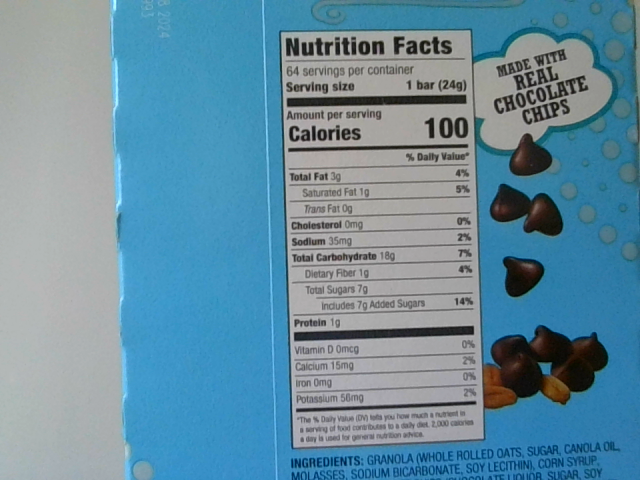 Nutrition Facts
64 servings per container
Serving size 1 bar (24g)
Amount per serving
Calories 100
% Daily Value*
Total Fat 3g 4%
Saturated Fat 1g 5%
Trans Fat 0g
Cholesterol 0mg 0%
Sodium 35mg 2%
Total Carbohydrate 18g 7%
Dietary Fiber 1g 4%
Total Sugars 7g
Includes 7g Added Sugars 14%
Protein 1g
Vitamin D 0mcg 0%
Calcium 15mg 2%
Iron 0mg 0%
Potassium 56mg 2%
*The % Daily Value (DV) tells you how much a nutrient in
a serving of food contributes to a daily diet. 2,000 calories
a day is used for general nutrition advice.
INGREDIENTS: GRANOLA (WHOLE ROLLED OATS, SUGAR, CANOLA OIL,
MOLASSES, SODIUM BICARBONATE, SOY LECITHIN), CORN SYRUP,
LIQUOR, SUGAR, SOY
MADE WITH
REAL
CHOCOLATE
CHIPS
2024